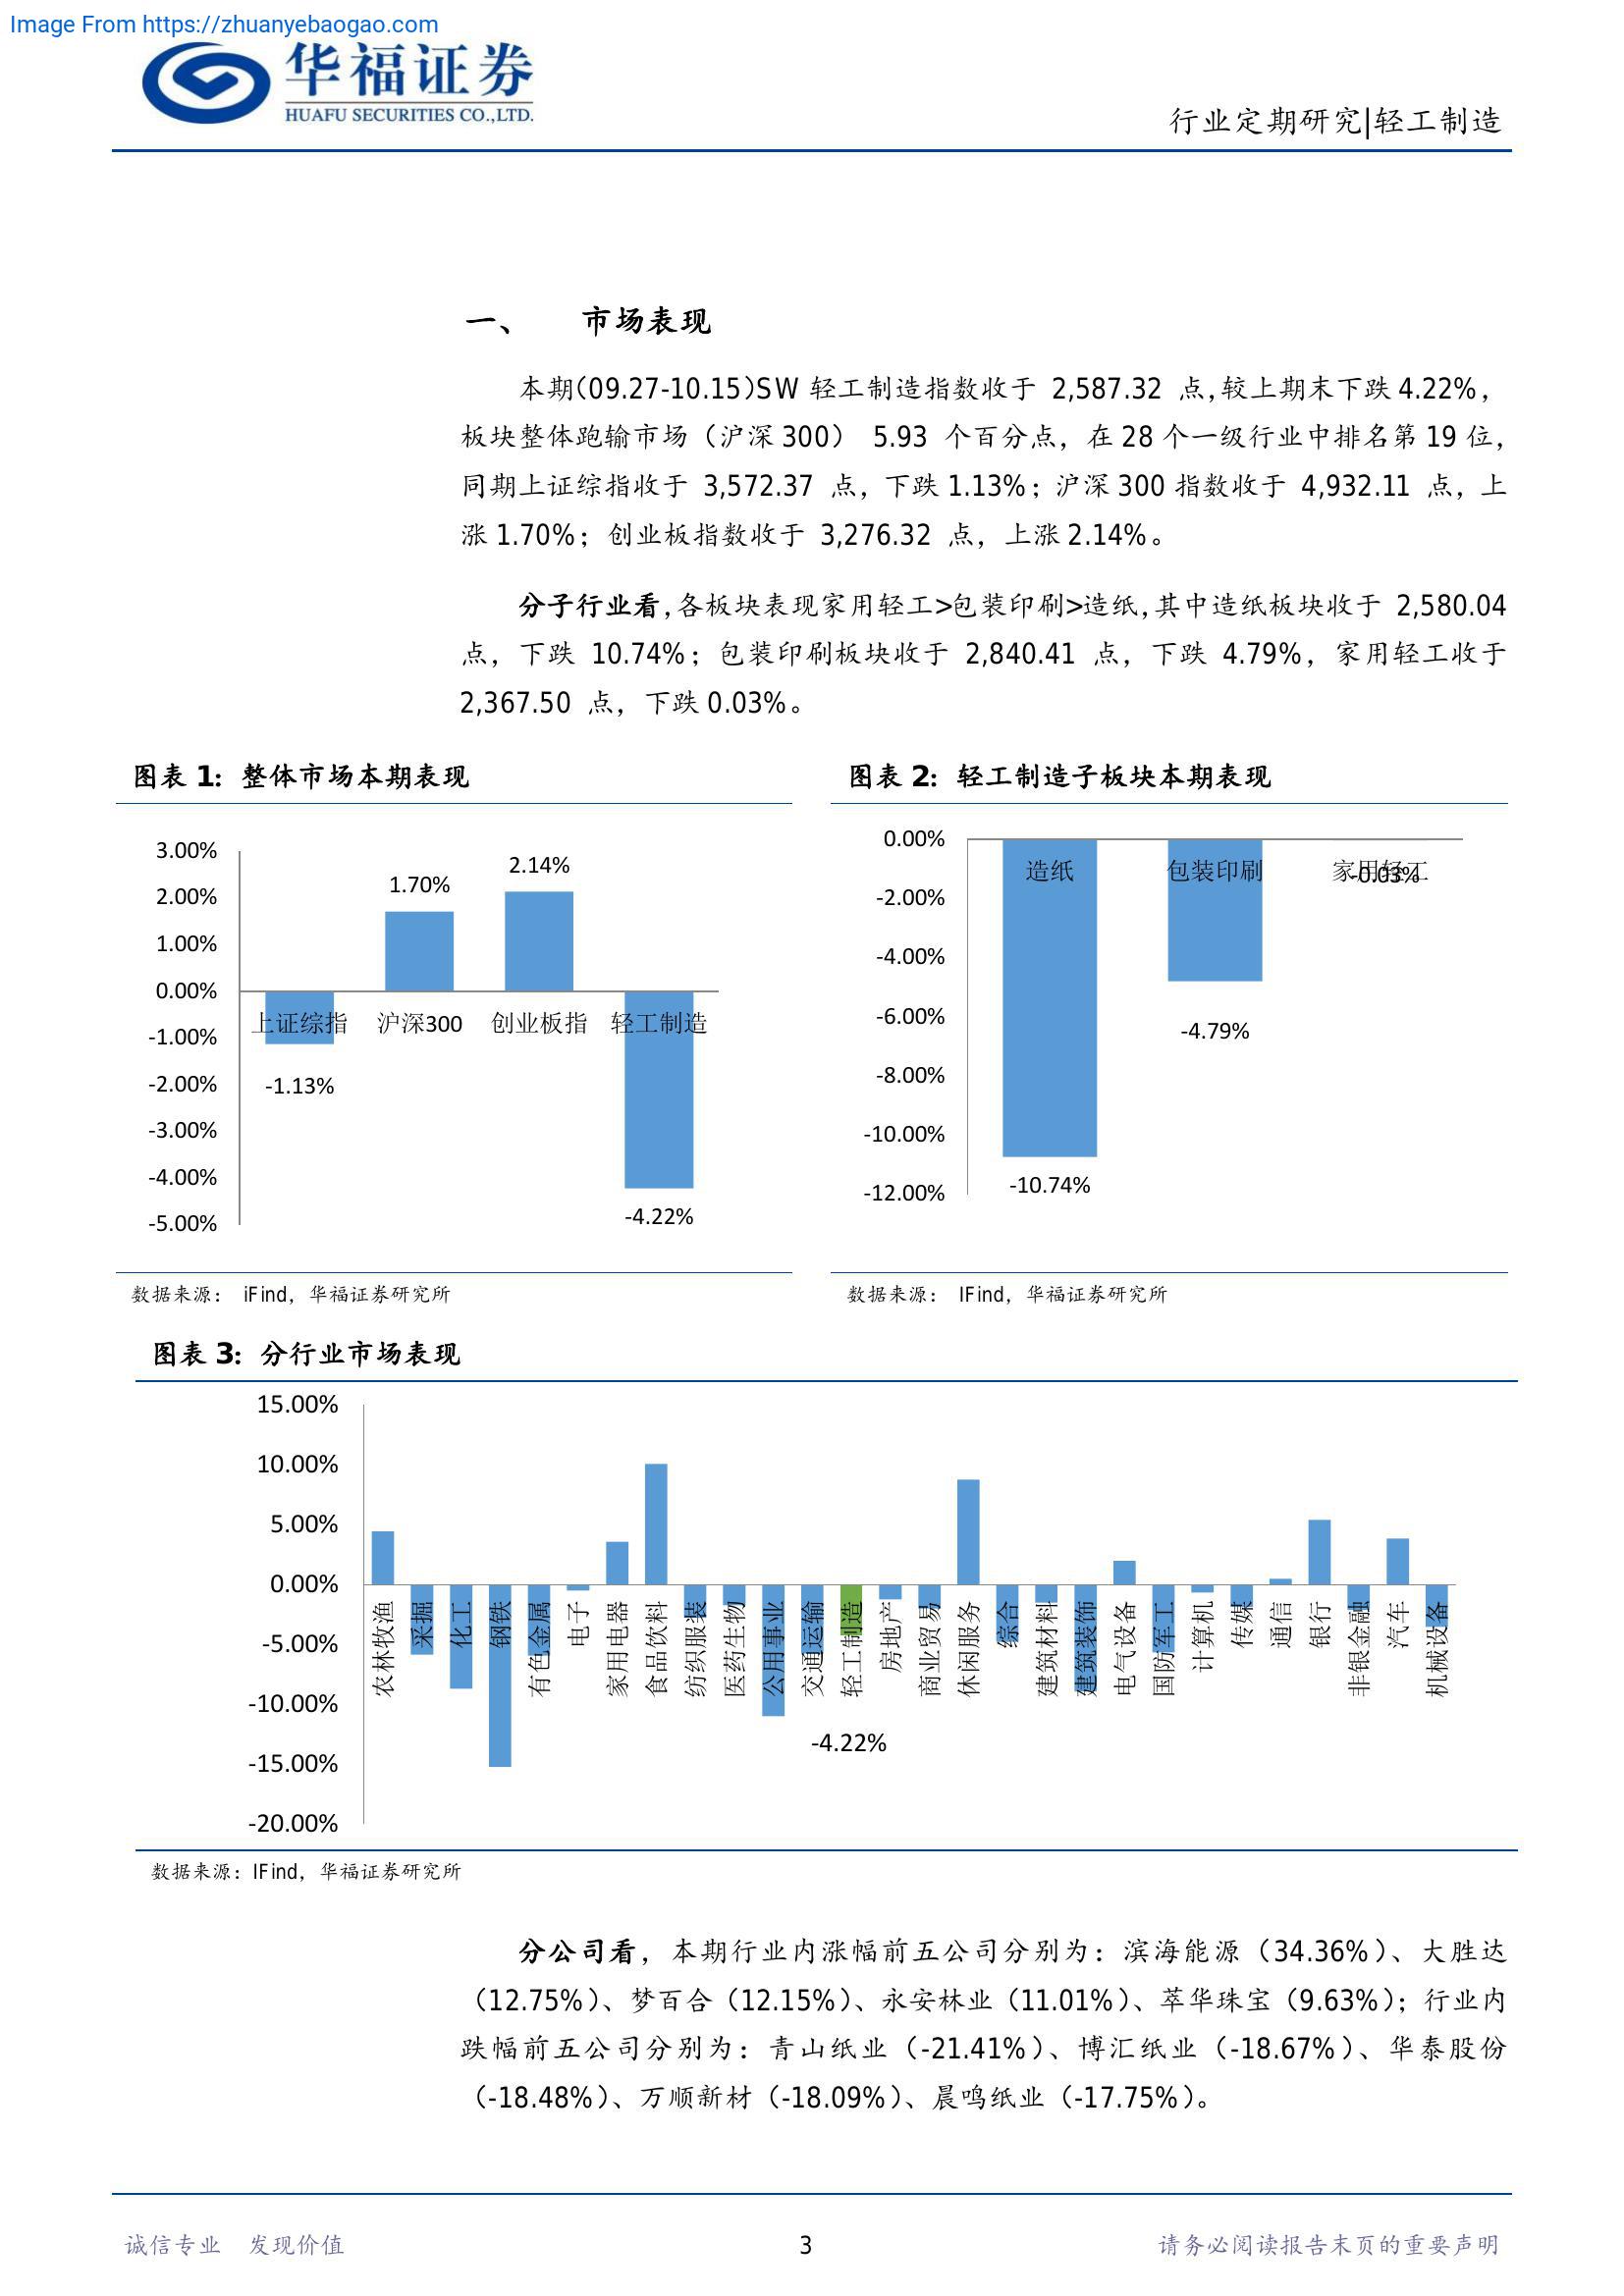 Image From https://zhuanyebaogao.com
华福证券
HUAFU SECURITIES CO.,LTD.
行业定期研究|轻工制造
一、 市场表现
本期(09.27-10.15)SW 轻工制造指数收于 2,587.32 点,较上期末下跌 4.22%，
板块整体跑输市场（沪深 300） 5.93 个百分点，在 28 个一级行业中排名第 19 位，
同期上证综指收于 3,572.37 点，下跌 1.13%；沪深 300 指数收于 4,932.11 点，上
涨 1.70%；创业板指数收于 3,276.32 点，上涨 2.14%。
分子行业看,各板块表现家用轻工>包装印刷>造纸,其中造纸板块收于 2,580.04
点，下跌 10.74%；包装印刷板块收于 2,840.41 点，下跌 4.79%，家用轻工收于
2,367.50 点，下跌 0.03%。
图表 1：整体市场本期表现
3.00%
2.00%
1.00%
0.00%
-1.00%
-2.00%
-3.00%
-4.00%
-5.00%
1.70%
2.14%
上证综指 沪深300 创业板指 轻工制造
-1.13%
-4.22%
数据来源： iFind，华福证券研究所
图表 2：轻工制造子板块本期表现
0.00%
-2.00%
-4.00%
-6.00%
-8.00%
-10.00%
-12.00%
造纸 包装印刷 家用轻工
-0.03%
-4.79%
-10.74%
数据来源： IFind，华福证券研究所
图表 3：分行业市场表现
15.00%
10.00%
5.00%
0.00%
-5.00%
-10.00%
-15.00%
-20.00%
农林牧渔
采掘
化工
钢铁
有色金属
电子
家用电器
食品饮料
纺织服装
医药生物
公用事业
交通运输
轻工制造
房地产
商业贸易
休闲服务
综合
建筑材料
建筑装饰
电气设备
国防军工
计算机
传媒
通信
银行
非银金融
汽车
机械设备
-4.22%
数据来源：IFind，华福证券研究所
分公司看，本期行业内涨幅前五公司分别为：滨海能源（34.36%）、大胜达
（12.75%）、梦百合（12.15%）、永安林业（11.01%）、萃华珠宝（9.63%）；行业内
跌幅前五公司分别为：青山纸业（-21.41%）、博汇纸业（-18.67%）、华泰股份
（-18.48%）、万顺新材（-18.09%）、晨鸣纸业（-17.75%）。
诚信专业 发现价值
3
请务必阅读报告末页的重要声明